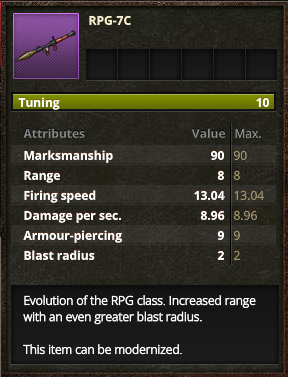 RPG-7C
Tuning 10
Attributes Value Max.
Marksmanship 90 90
Range 8 8
Firing speed 13.04 13.04
Damage per sec. 8.96 8.96
Armour-piercing 9 9
Blast radius 2 2
Evolution of the RPG class. Increased range
with an even greater blast radius.
This item can be modernized.